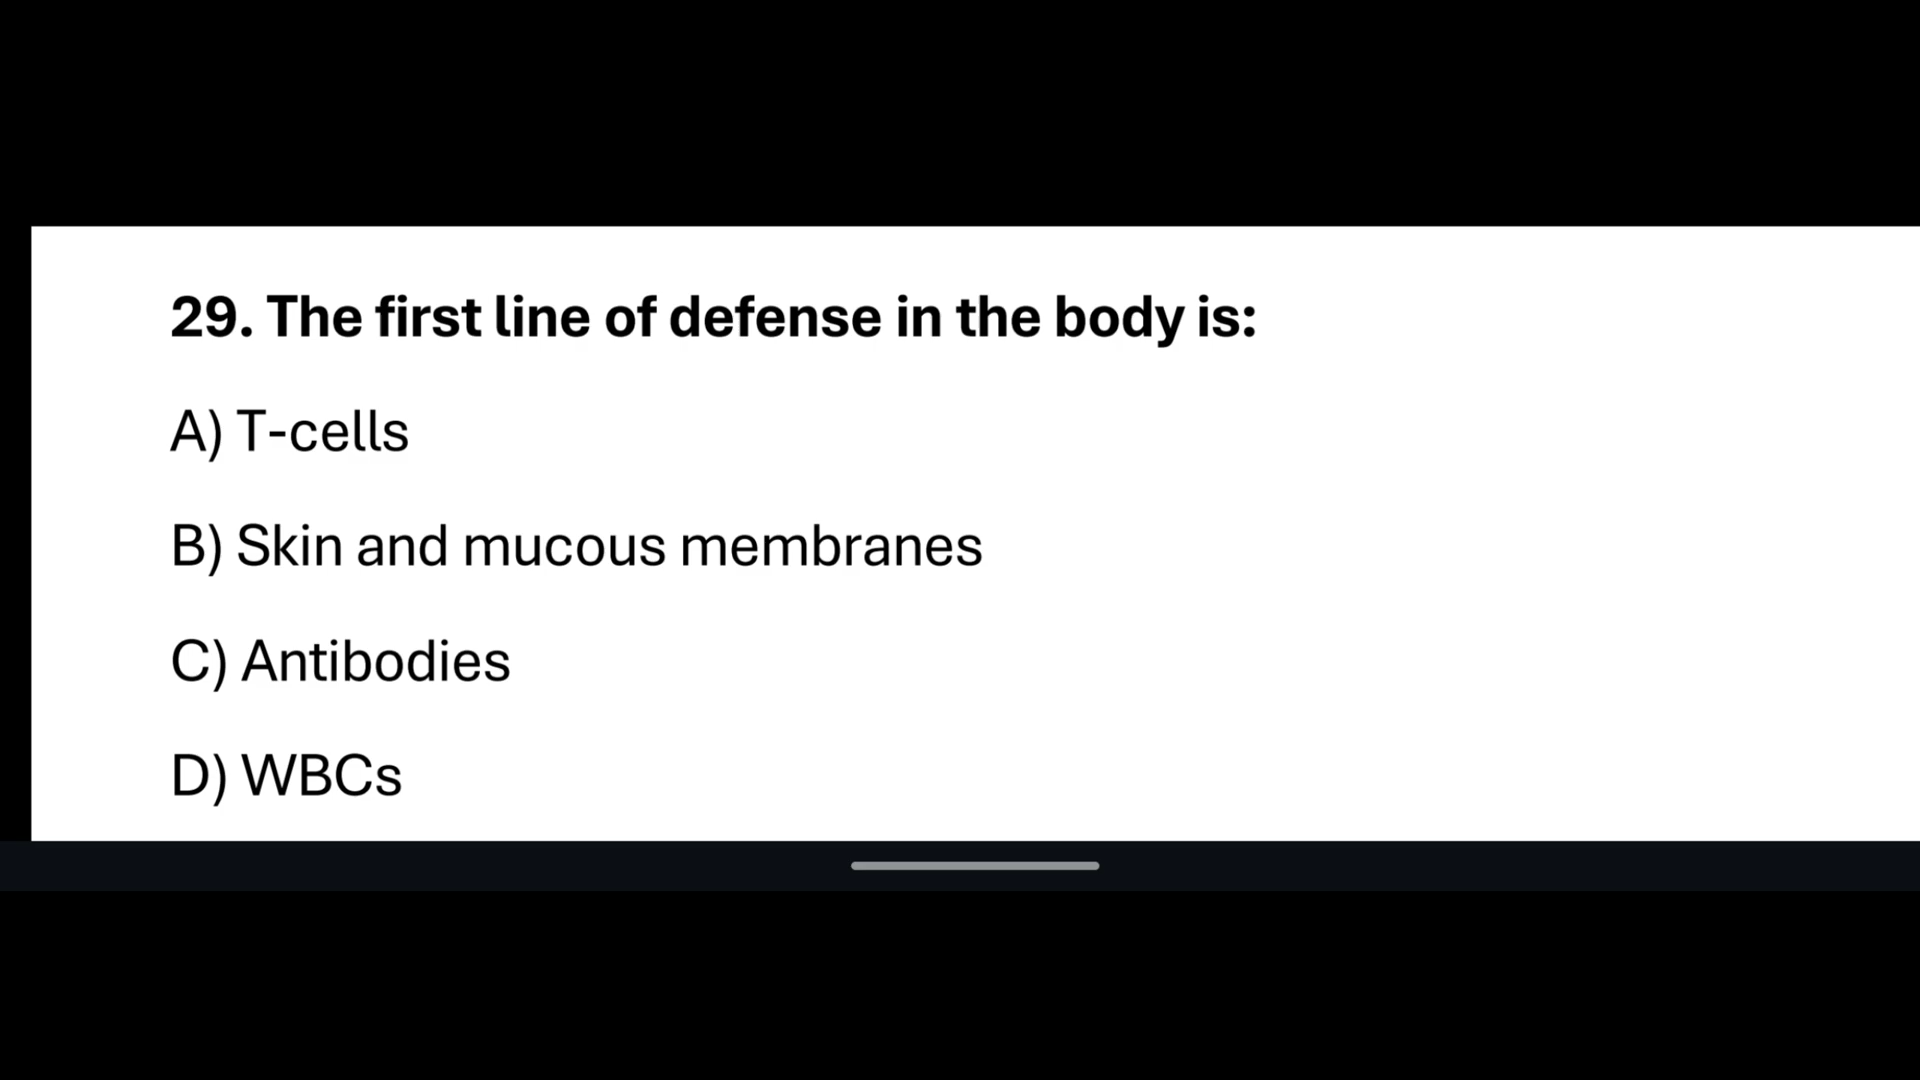 29. The first line of defense in the body is:
A) T-cells
B) Skin and mucous membranes
C) Antibodies
D) WBCs